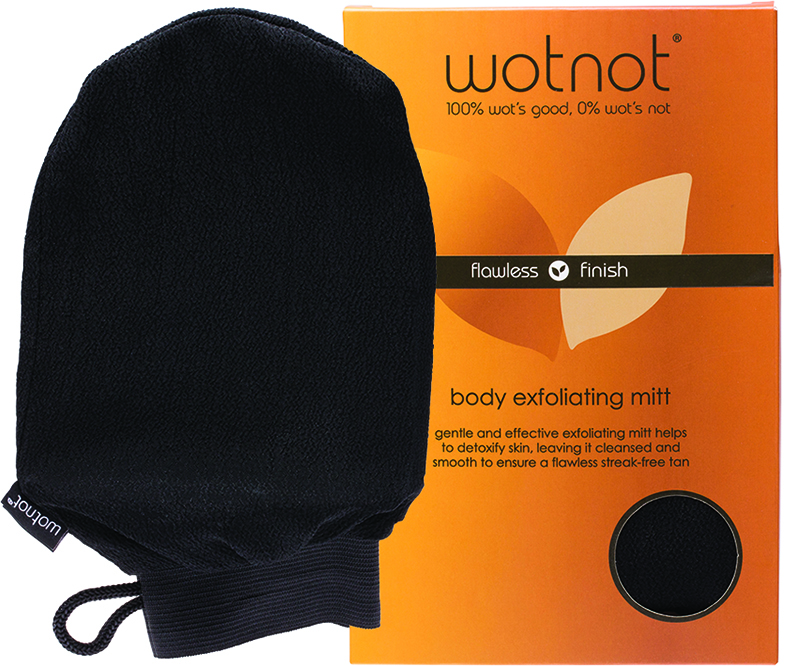 wotnot®
100% wot's good, 0% wot's not
flawless finish
body exfoliating mitt
gentle and effective exfoliating mitt helps
to detoxify skin, leaving it cleansed and
smooth to ensure a flawless streak-free tan
wotnot®